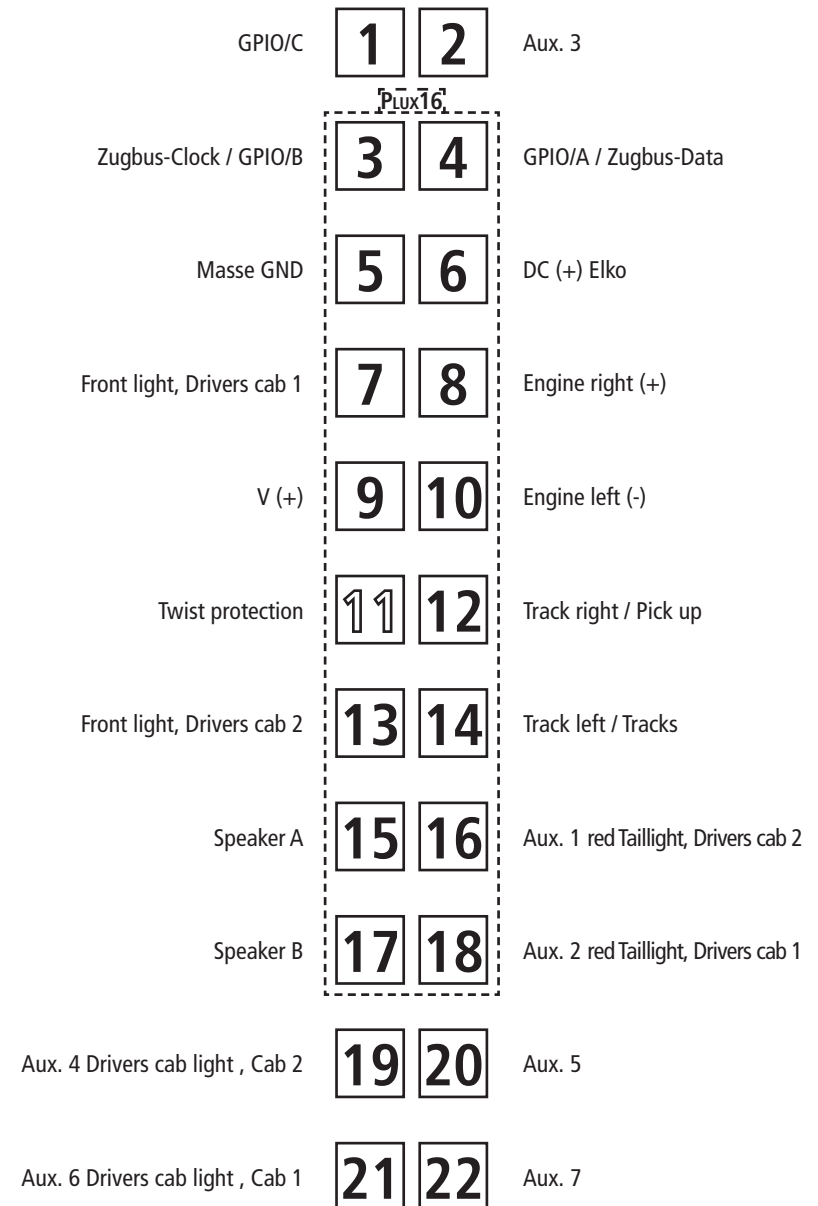 GPIO/C 1 2 Aux. 3
PLUX16
Zugbus-Clock / GPIO/B 3 4 GPIO/A / Zugbus-Data
Masse GND 5 6 DC (+) Elko
Front light, Drivers cab 1 7 8 Engine right (+)
V (+) 9 10 Engine left (-)
Twist protection 11 12 Track right / Pick up
Front light, Drivers cab 2 13 14 Track left / Tracks
Speaker A 15 16 Aux. 1 red Taillight, Drivers cab 2
Speaker B 17 18 Aux. 2 red Taillight, Drivers cab 1
Aux. 4 Drivers cab light , Cab 2 19 20 Aux. 5
Aux. 6 Drivers cab light , Cab 1 21 22 Aux. 7